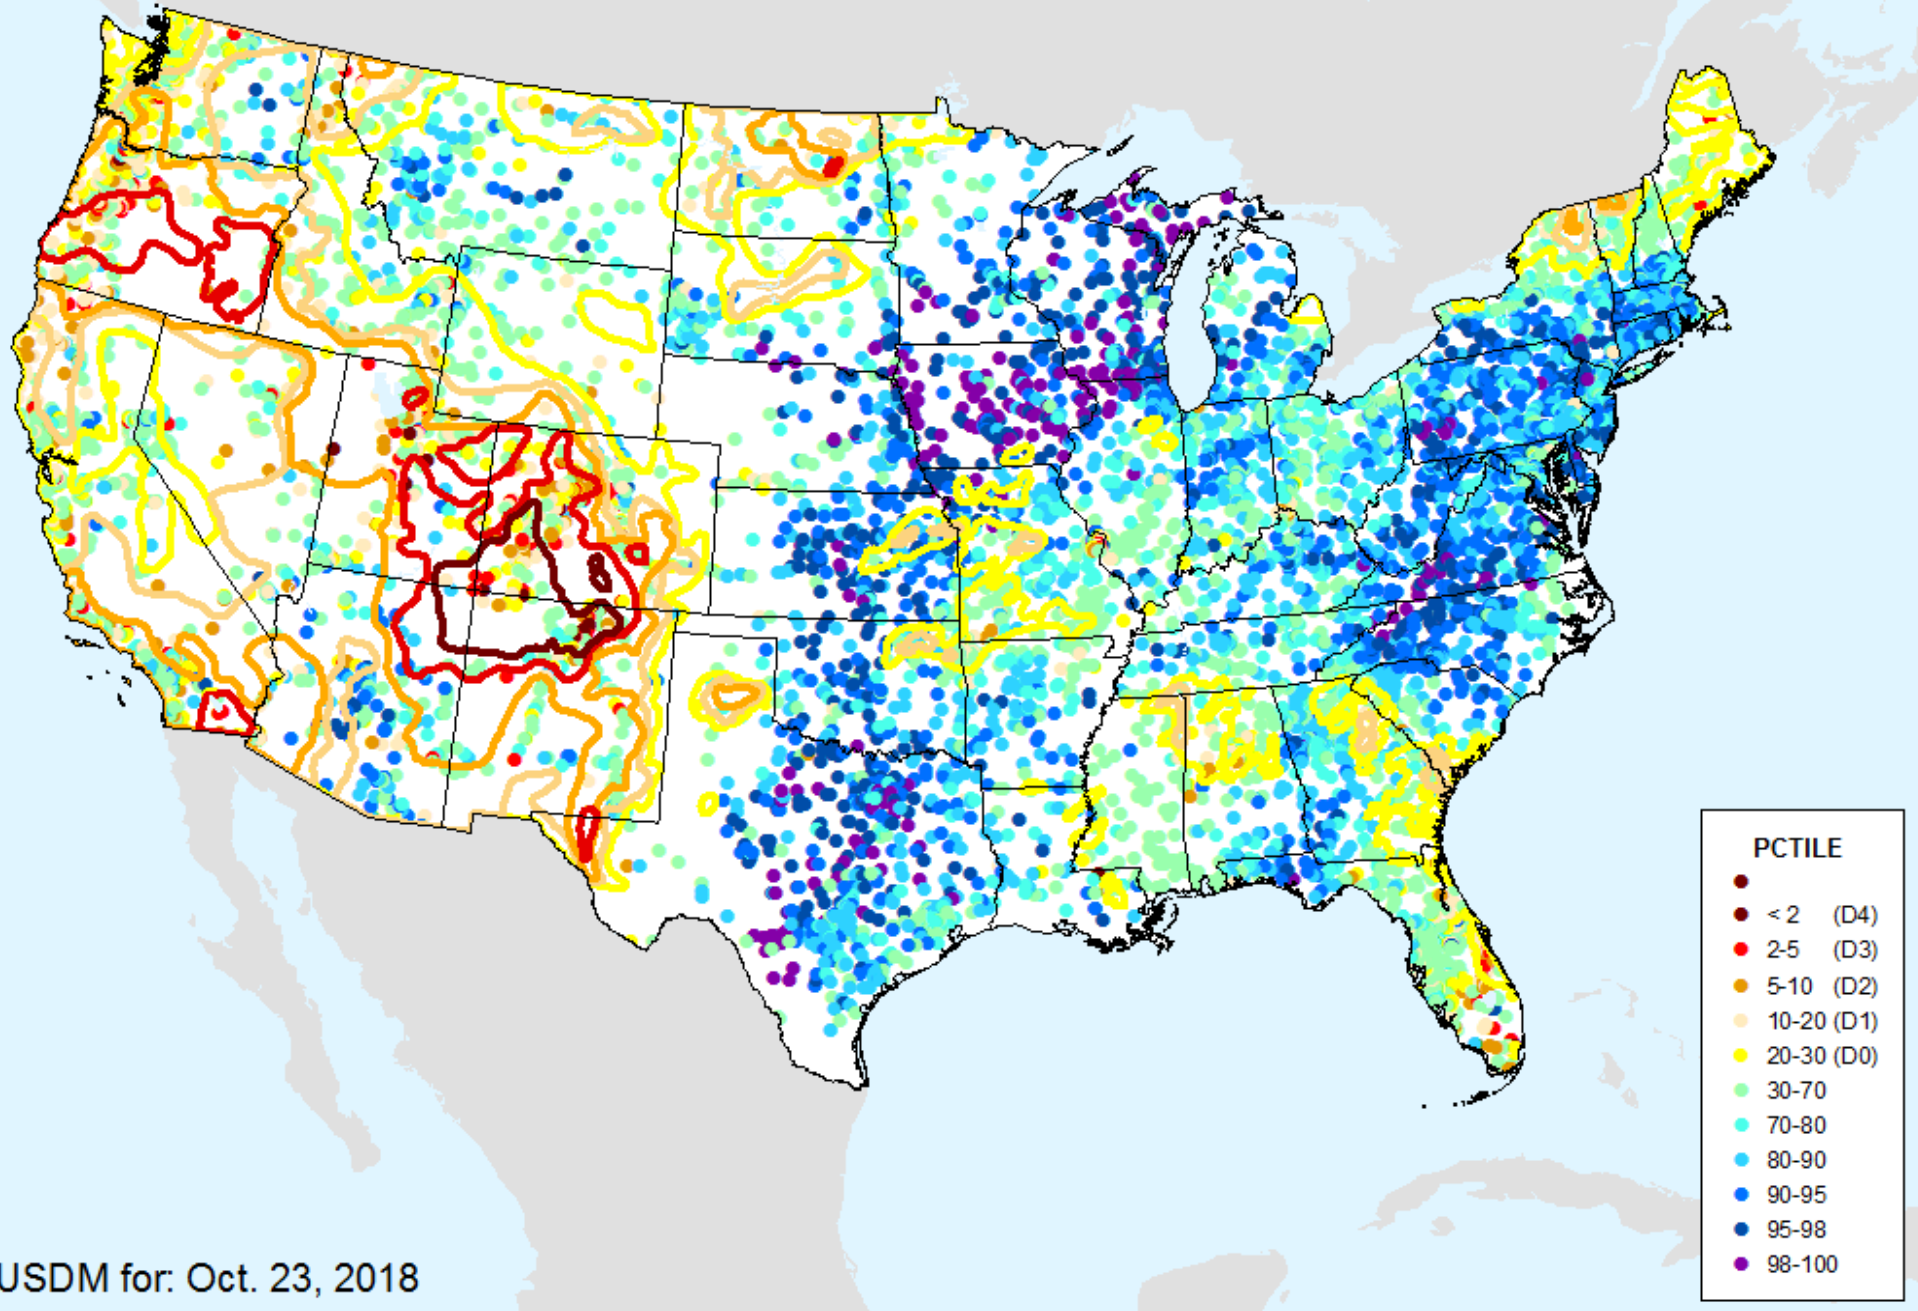 PCTILE
< 2 (D4)
2-5 (D3)
5-10 (D2)
10-20 (D1)
20-30 (D0)
30-70
70-80
80-90
90-95
95-98
98-100
USDM for: Oct. 23, 2018